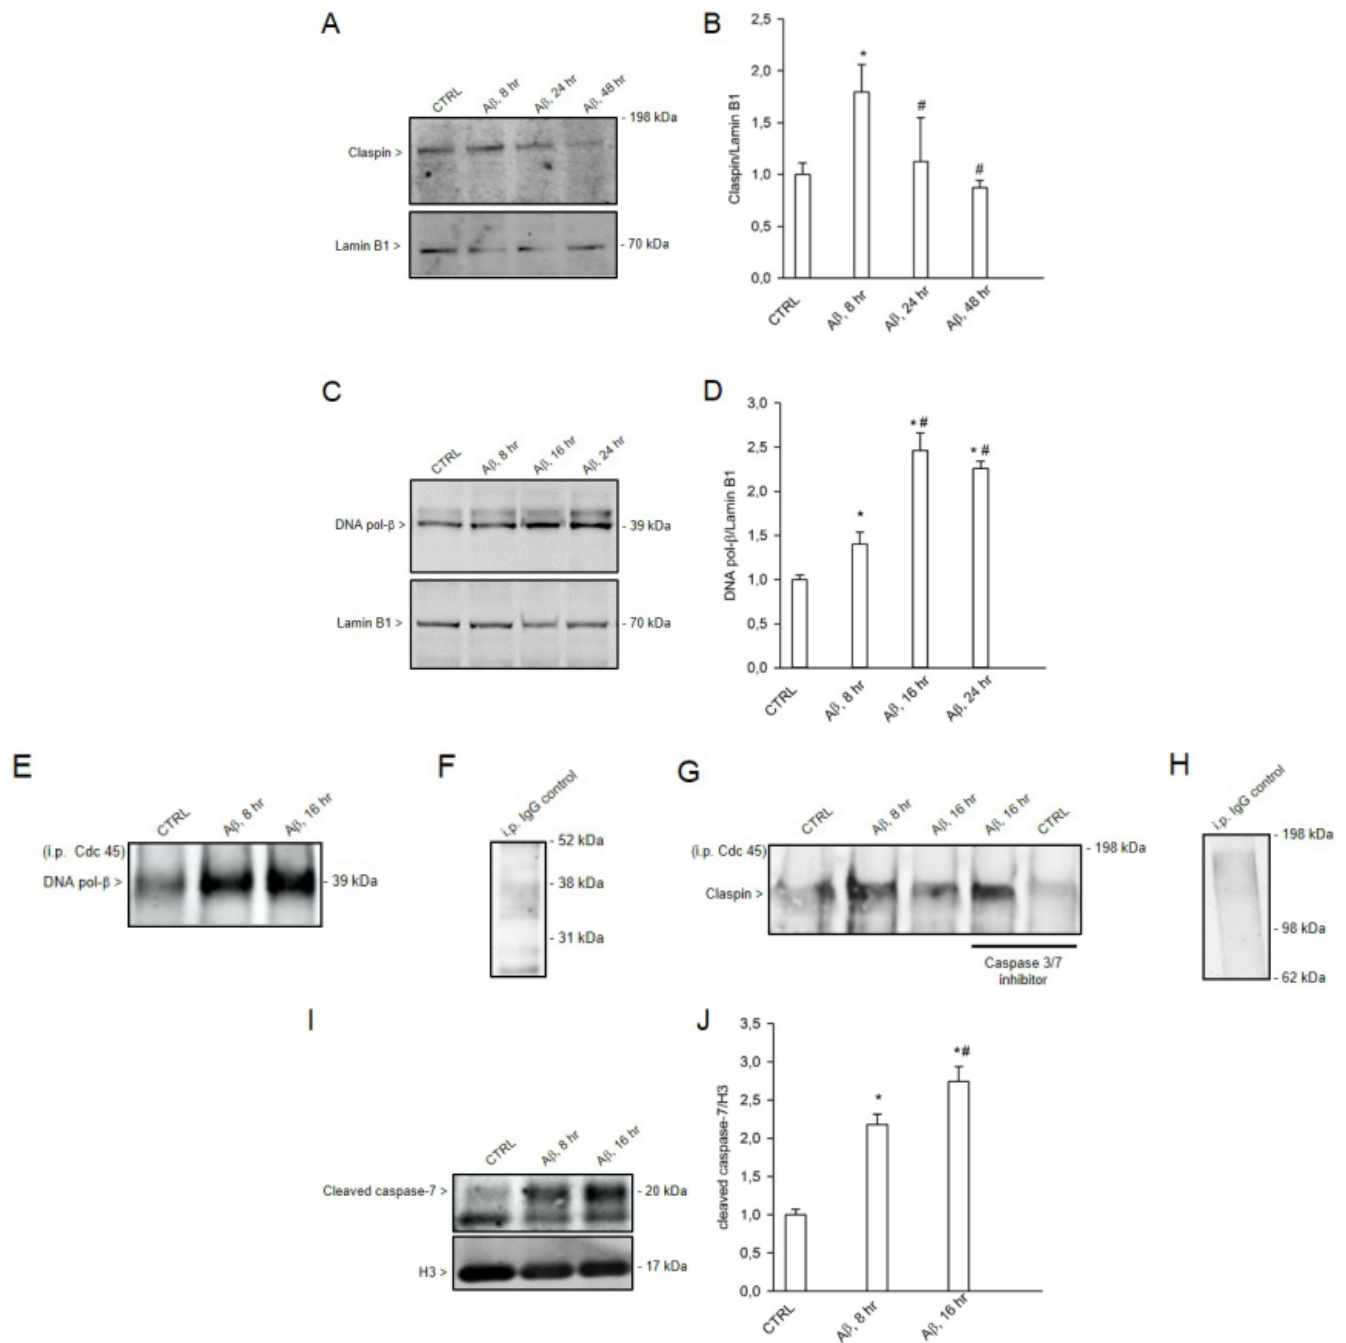 A
CTRL
Aβ, 8 hr
Aβ, 24 hr
Aβ, 48 hr
- 198 kDa
Claspin >
Lamin B1 >
- 70 kDa
B
2,5
2,0
1,5
1,0
0,5
0,0
Claspin/Lamin B1
*
#
#
CTRL
Aβ, 8 hr
Aβ, 24 hr
Aβ, 48 hr
C
CTRL
Aβ, 8 hr
Aβ, 16 hr
Aβ, 24 hr
DNA pol-β >
- 39 kDa
Lamin B1 >
- 70 kDa
D
3,0
2,5
2,0
1,5
1,0
0,5
0,0
DNA pol-β/Lamin B1
*
* #
* #
CTRL
Aβ, 8 hr
Aβ, 16 hr
Aβ, 24 hr
E
CTRL
Aβ, 8 hr
Aβ, 16 hr
(i.p. Cdc 45)
DNA pol-β >
- 39 kDa
F
i.p. IgG control
- 52 kDa
- 38 kDa
- 31 kDa
G
CTRL
Aβ, 8 hr
Aβ, 16 hr
Aβ, 16 hr
CTRL
(i.p. Cdc 45)
- 198 kDa
Claspin >
Caspase 3/7
inhibitor
H
i.p. IgG control
- 198 kDa
- 98 kDa
- 62 kDa
I
CTRL
Aβ, 8 hr
Aβ, 16 hr
Cleaved caspase-7 >
- 20 kDa
H3 >
- 17 kDa
J
3,5
3,0
2,5
2,0
1,5
1,0
0,5
0,0
cleaved caspase-7/H3
*
*#
CTRL
Aβ, 8 hr
Aβ, 16 hr